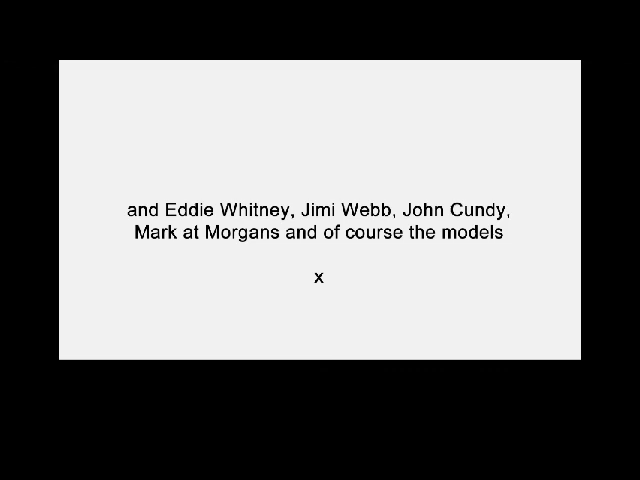 and Eddie Whitney, Jimi Webb, John Cundy,
Mark at Morgans and of course the models
x